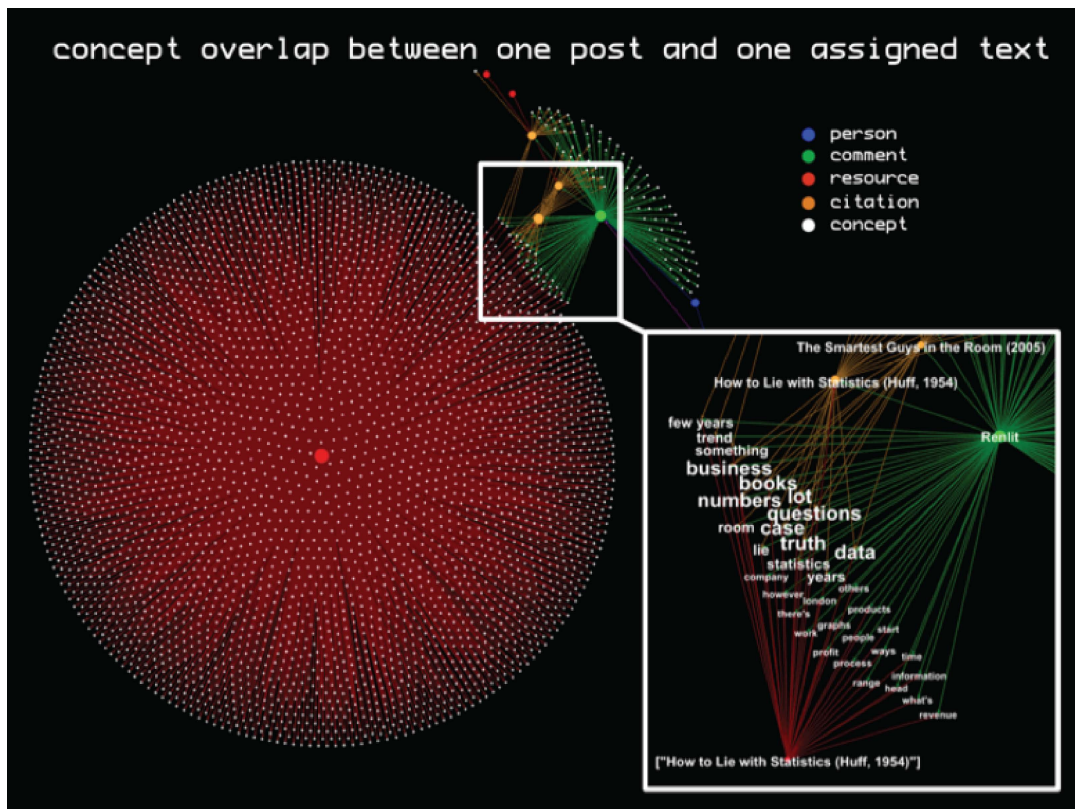 concept overlap between one post and one assigned text
person
comment
resource
citation
concept
The Smartest Guys in the Room (2005)
How to Lie with Statistics (Huff, 1954)
Renlit
few years
trend
something
business
books
numbers lot
questions
room case
lie truth
data
statistics
company years
others
however
london
there's products
graphs
work people start
profit ways
process time
information
range head
what's
revenue
["How to Lie with Statistics (Huff, 1954)"]